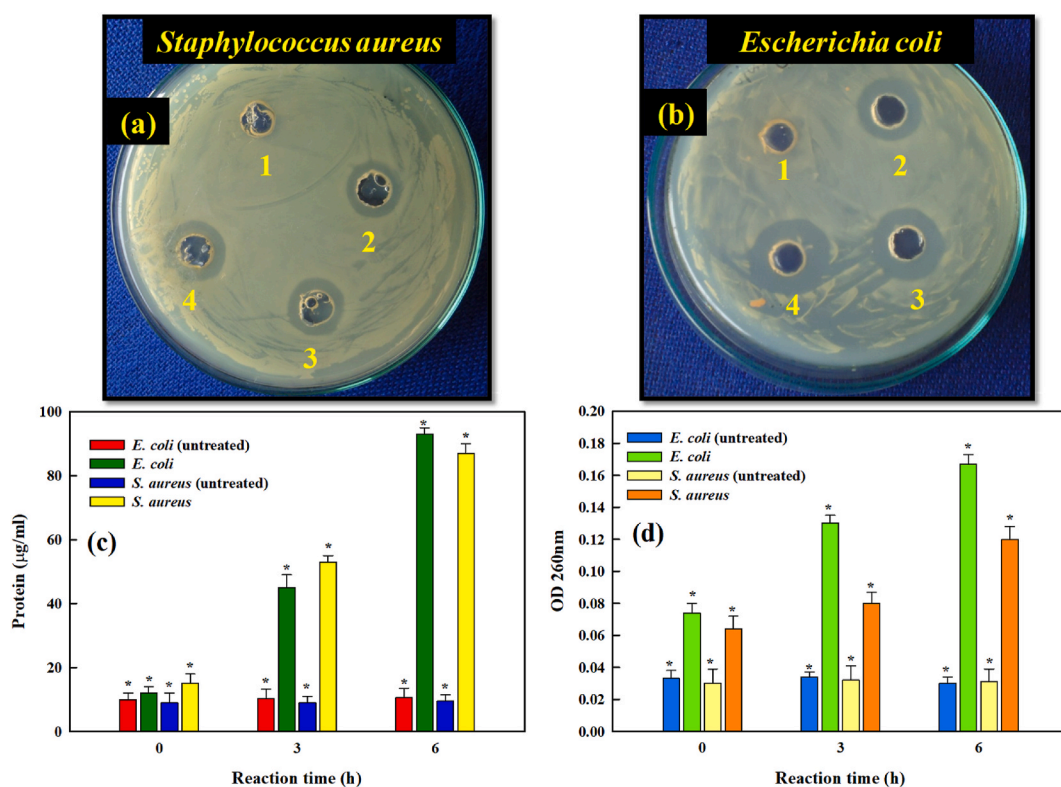 Staphylococcus aureus
(a)
1
2
3
4
Escherichia coli
(b)
1
2
3
4
100
80
60
40
20
0
Protein (μg/ml)
E. coli (untreated)
E. coli
S. aureus (untreated)
S. aureus
(c)
* * * *
* * * *
* * * *
0 3 6
Reaction time (h)
0.20
0.18
0.16
0.14
0.12
0.10
0.08
0.06
0.04
0.02
0.00
OD 260nm
E. coli (untreated)
E. coli
S. aureus (untreated)
S. aureus
(d)
* * * *
* * * *
* * * *
0 3 6
Reaction time (h)